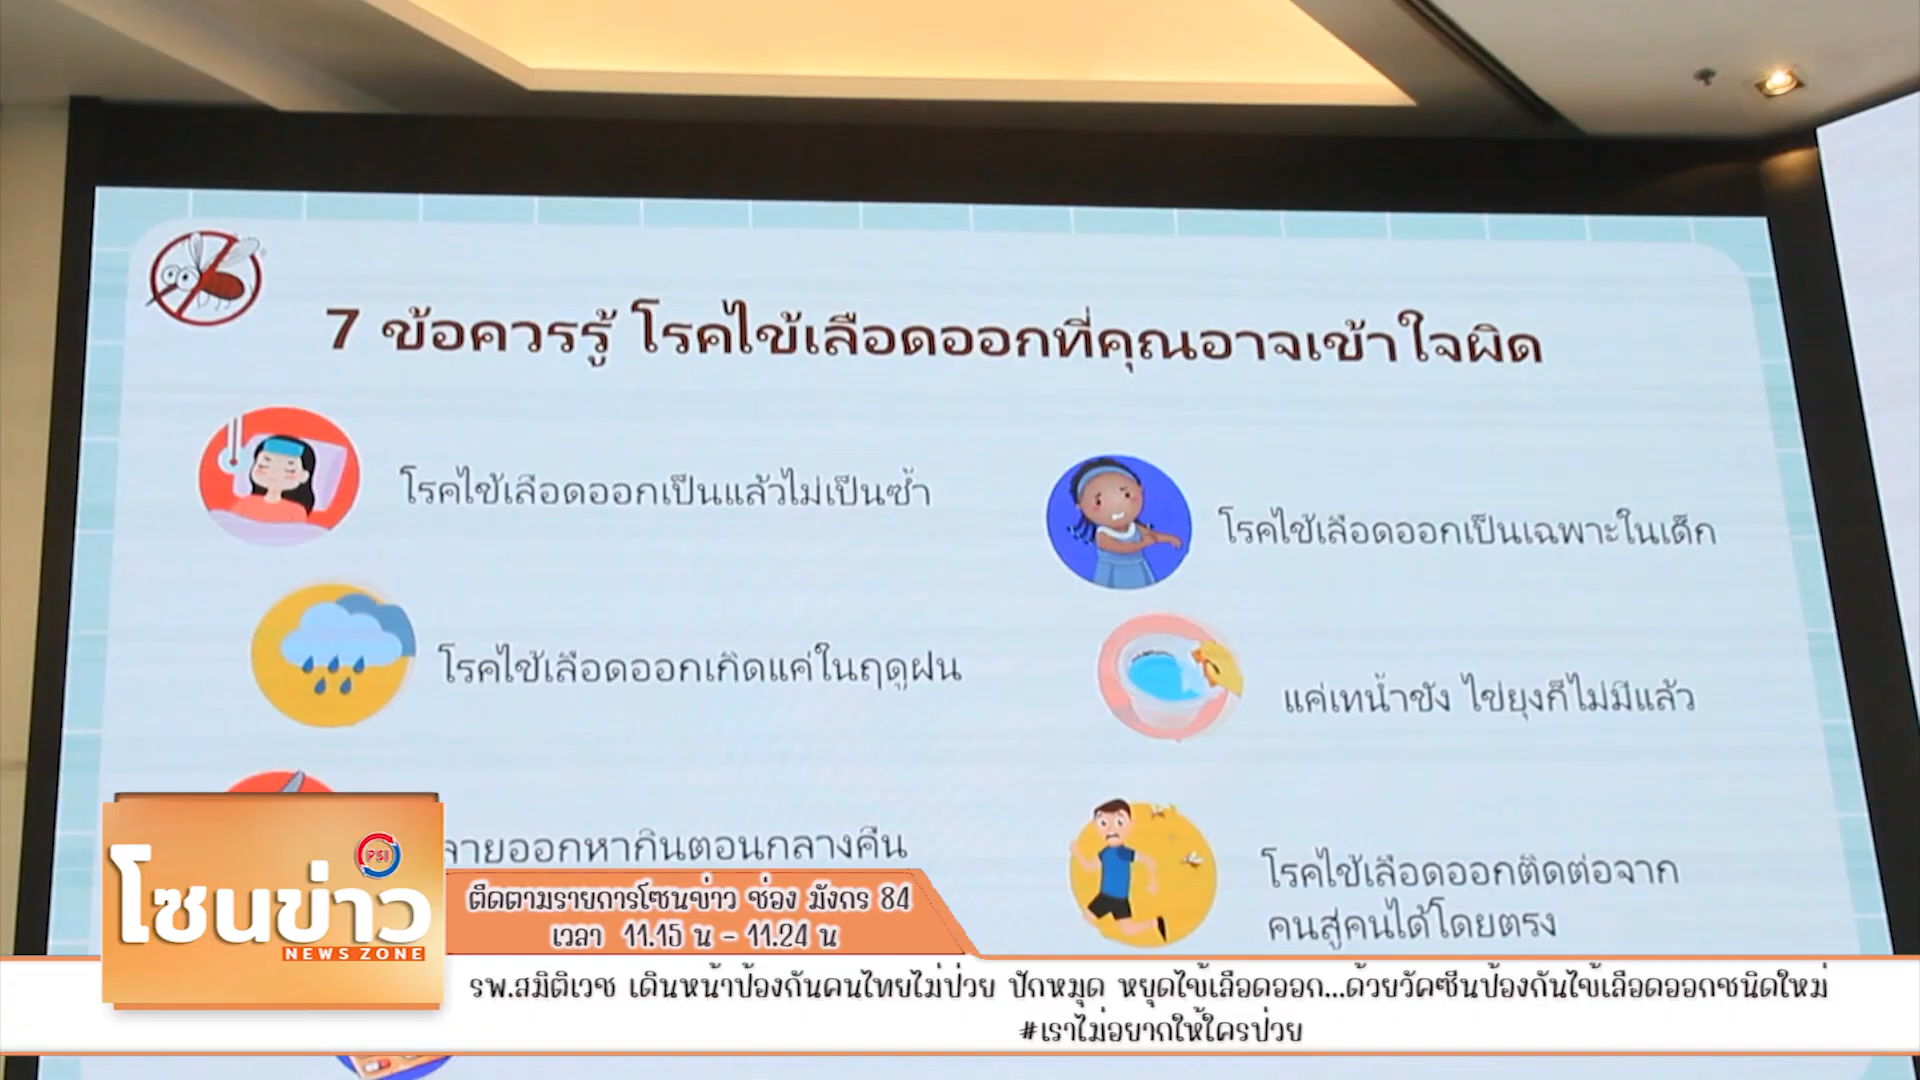 7 ข้อควรรู้ โรคไข้เลือดออกที่คุณอาจเข้าใจผิด
โรคไข้เลือดออกเป็นแล้วไม่เป็นซ้ำ
โรคไข้เลือดออกเป็นเฉพาะในเด็ก
โรคไข้เลือดออกเกิดแค่ในฤดูฝน
แค่เทน้ำขัง ไข่ยุงก็ไม่มีแล้ว
ลายออกหากินตอนกลางคืน
โรคไข้เลือดออกติดต่อจาก
คนสู่คนได้โดยตรง
PSI
โซนข่าว
NEWS ZONE
ติดตามรายการโซนข่าว ช่อง มังกร 84
เวลา 11.15 น - 11.24 น
รพ.สมิติเวช เดินหน้าป้องกันคนไทยไม่ป่วย ปักหมุด หยุดไข้เลือดออก...ด้วยวัคซีนป้องกันไข้เลือดออกชนิดใหม่
#เราไม่อยากให้ใครป่วย